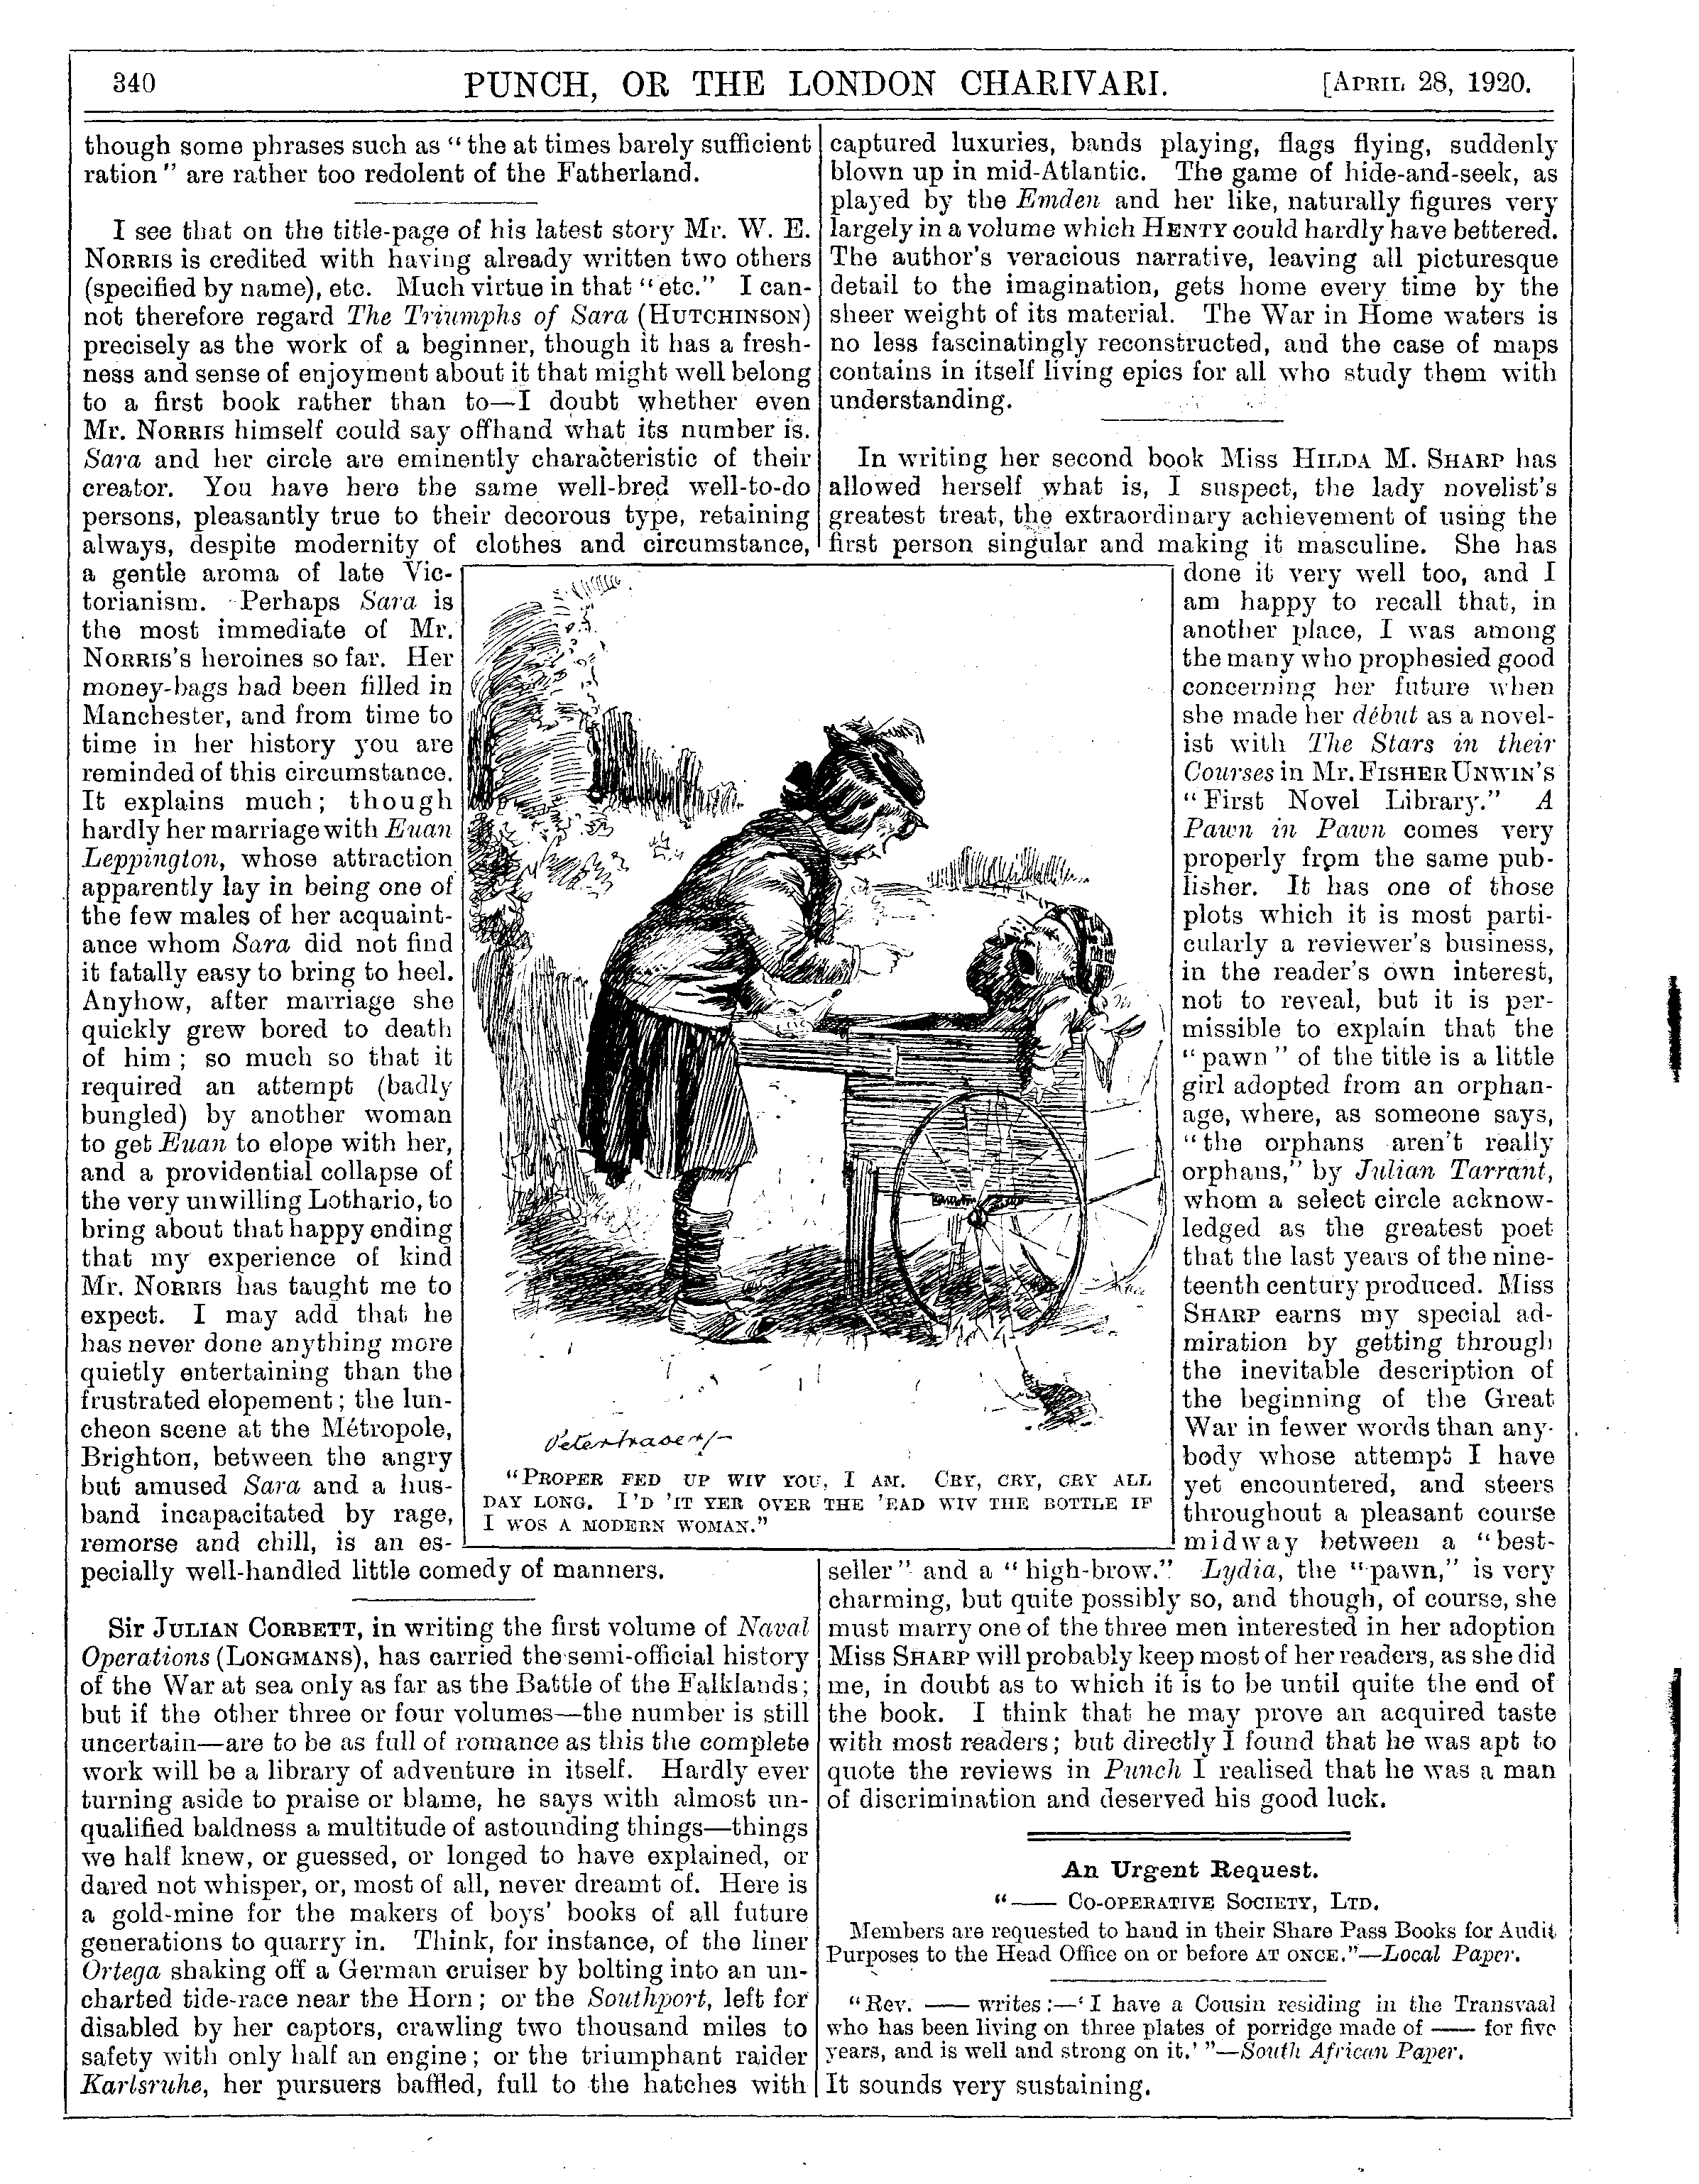 340
PUNCH, OR THE LONDON CHARIVARI.
[APRIL 28, 1920.
though some phrases such as "the at times barely sufficient
ration" are rather too redolent of the Fatherland.
I see that on the title-page of his latest story Mr. W. E.
NORRIS is credited with having already written two others
(specified by name), etc. Much virtue in that "etc." I can-
not therefore regard The Triumphs of Sara (HUTCHINSON)
precisely as the work of a beginner, though it has a fresh-
ness and sense of enjoyment about it that might well belong
to a first book rather than to—I doubt whether even
Mr. NORRIS himself could say offhand what its number is.
Sara and her circle are eminently characteristic of their
creator. You have here the same well-bred well-to-do
persons, pleasantly true to their decorous type, retaining
always, despite modernity of clothes and circumstance,
a gentle aroma of late Vic-
torianism. Perhaps Sara is
the most immediate of Mr.
NORRIS'S heroines so far. Her
money-bags had been filled in
Manchester, and from time to
time in her history you are
reminded of this circumstance.
It explains much; though
hardly her marriage with Euan
Leppington, whose attraction
apparently lay in being one of
the few males of her acquaint-
ance whom Sara did not find
it fatally easy to bring to heel.
Anyhow, after marriage she
quickly grew bored to death
of him; so much so that it
required an attempt (badly
bungled) by another woman
to get Euan to elope with her,
and a providential collapse of
the very unwilling Lothario, to
bring about that happy ending
that my experience of kind
Mr. NORRIS has taught me to
expect. I may add that he
has never done anything more
quietly entertaining than the
frustrated elopement; the lun-
cheon scene at the Métropole,
Brighton, between the angry
but amused Sara and a hus-
band incapacitated by rage,
remorse and chill, is an es-
pecially well-handled little comedy of manners.
Sir JULIAN CORBETT, in writing the first volume of Naval
Operations (LONGMANS), has carried the semi-official history
of the War at sea only as far as the Battle of the Falklands;
but if the other three or four volumes—the number is still
uncertain—are to be as full of romance as this the complete
work will be a library of adventure in itself. Hardly ever
turning aside to praise or blame, he says with almost un-
qualified baldness a multitude of astounding things—things
we half knew, or guessed, or longed to have explained, or
dared not whisper, or, most of all, never dreamt of. Here is
a gold-mine for the makers of boys' books of all future
generations to quarry in. Think, for instance, of the liner
Ortega shaking off a German cruiser by bolting into an un-
charted tide-race near the Horn; or the Southport, left for
disabled by her captors, crawling two thousand miles to
safety with only half an engine; or the triumphant raider
Karlsruhe, her pursuers baffled, full to the hatches with
captured luxuries, bands playing, flags flying, suddenly
blown up in mid-Atlantic. The game of hide-and-seek, as
played by the Emden and her like, naturally figures very
largely in a volume which HENTY could hardly have bettered.
The author's veracious narrative, leaving all picturesque
detail to the imagination, gets home every time by the
sheer weight of its material. The War in Home waters is
no less fascinatingly reconstructed, and the case of maps
contains in itself living epics for all who study them with
understanding.
In writing her second book Miss HILDA M. SHARP has
allowed herself what is, I suspect, the lady novelist's
greatest treat, the extraordinary achievement of using the
first person singular and making it masculine. She has
done it very well too, and I
am happy to recall that, in
another place, I was among
the many who prophesied good
concerning her future when
she made her début as a novel-
ist with The Stars in their
Courses in Mr. FISHER UNWIN'S
"First Novel Library." A
Pawn in Pawn comes very
properly from the same pub-
lisher. It has one of those
plots which it is most parti-
cularly a reviewer's business,
in the reader's own interest,
not to reveal, but it is per-
missible to explain that the
"pawn" of the title is a little
girl adopted from an orphan-
age, where, as someone says,
"the orphans aren't really
orphans," by Julian Tarrant,
whom a select circle acknow-
ledged as the greatest poet
that the last years of the nine-
teenth century produced. Miss
SHARP earns my special ad-
miration by getting through
the inevitable description of
the beginning of the Great
War in fewer words than any-
body whose attempt I have
yet encountered, and steers
throughout a pleasant course
midway between a "best-
seller" and a "high-brow." Lydia, the "pawn," is very
charming, but quite possibly so, and though, of course, she
must marry one of the three men interested in her adoption
Miss SHARP will probably keep most of her readers, as she did
me, in doubt as to which it is to be until quite the end of
the book. I think that he may prove an acquired taste
with most readers; but directly I found that he was apt to
quote the reviews in Punch I realised that he was a man
of discrimination and deserved his good luck.
Peter Fraser
"PROPER FED UP WIV YOU, I AM. CRY, CRY, CRY ALL
DAY LONG. I'D 'IT YER OVER THE 'EAD WIV THE BOTTLE IF
I WOS A MODERN WOMAN."
An Urgent Request.
"—— CO-OPERATIVE SOCIETY, LTD.
Members are requested to hand in their Share Pass Books for Audit
Purposes to the Head Office on or before AT ONCE."—Local Paper.
"Rev. —— writes:—'I have a Cousin residing in the Transvaal
who has been living on three plates of porridge made of —— for five
years, and is well and strong on it.'"—South African Paper.
It sounds very sustaining.